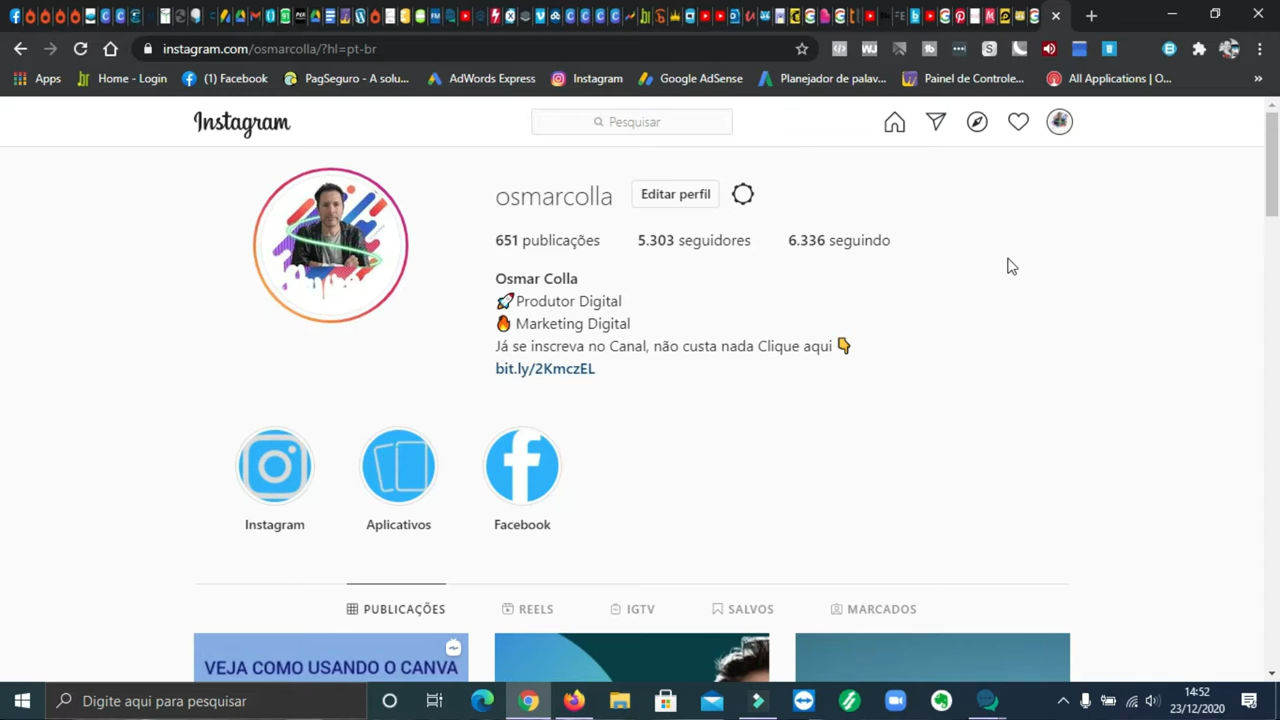 instagram.com/osmarcolla/?hl=pt-br
Apps
Home - Login
(1) Facebook
PagSeguro - A solu...
AdWords Express
Instagram
Google AdSense
Planejador de palav...
Painel de Controle...
All Applications | O...
»
Instagram
Pesquisar
osmarcolla
Editar perfil
651 publicações
5.303 seguidores
6.336 seguindo
Osmar Colla
🚀Produtor Digital
🔥 Marketing Digital
Já se inscreva no Canal, não custa nada Clique aqui 👇
bit.ly/2KmczEL
Instagram
Aplicativos
Facebook
PUBLICAÇÕES
REELS
IGTV
SALVOS
MARCADOS
VEJA COMO USANDO O CANVA
Digite aqui para pesquisar
14:52
23/12/2020